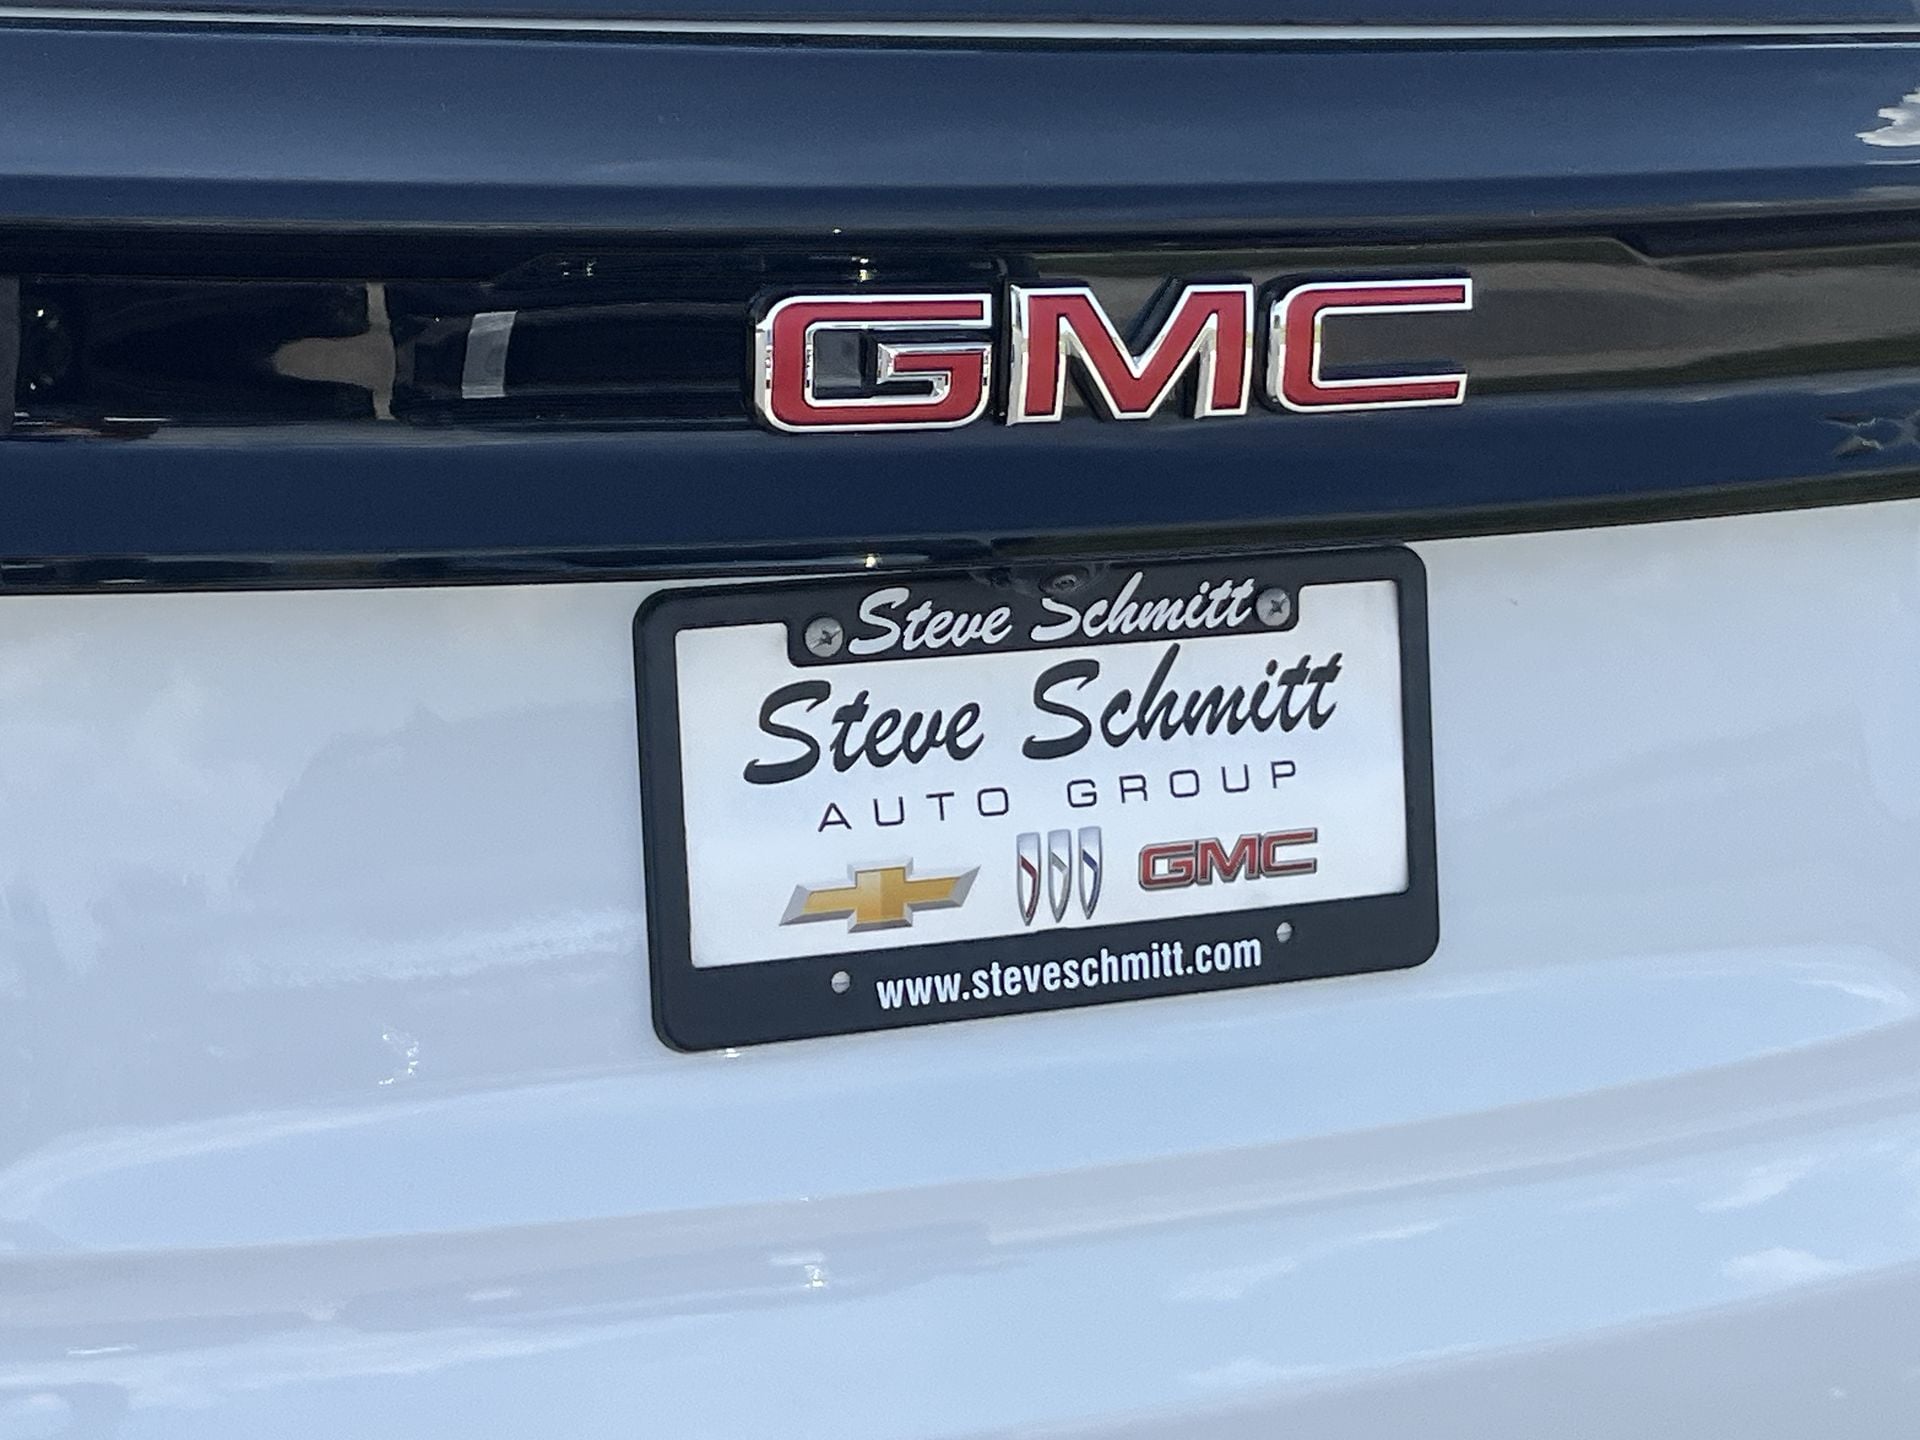 GMC
Steve Schmitt
Steve Schmitt
AUTO GROUP
GMC
www.steveschmitt.com